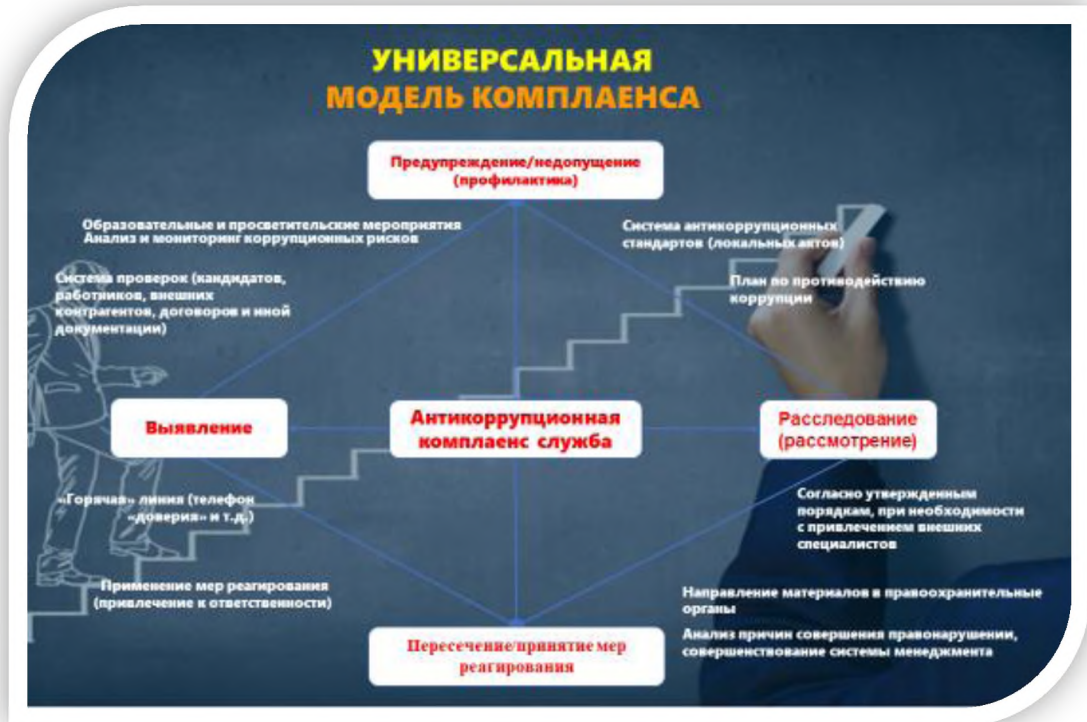 УНИВЕРСАЛЬНАЯ
МОДЕЛЬ КОМПЛАЕНСА
Предупреждение/недопущение
(профилактика)
Образовательные и просветительские мероприятия
Анализ и мониторинг коррупционных рисков
Система проверок (кандидатов,
работников, внешних
контрагентов, договоров и иной
документации)
Система антикоррупционных
стандартов (локальных актов)
План по противодействию
коррупции
Выявление
Антикоррупционная
комплаенс служба
Расследование
(рассмотрение)
«Горячая» линия (телефон
«доверия» и т.д.)
Применение мер реагирования
(привлечение к ответственности)
Согласно утвержденным
порядкам, при необходимости
с привлечением внешних
специалистов
Пересечение/принятие мер
реагирования
Направление материалов в правоохранительные
органы
Анализ причин совершения правонарушении,
совершенствование системы менеджмента